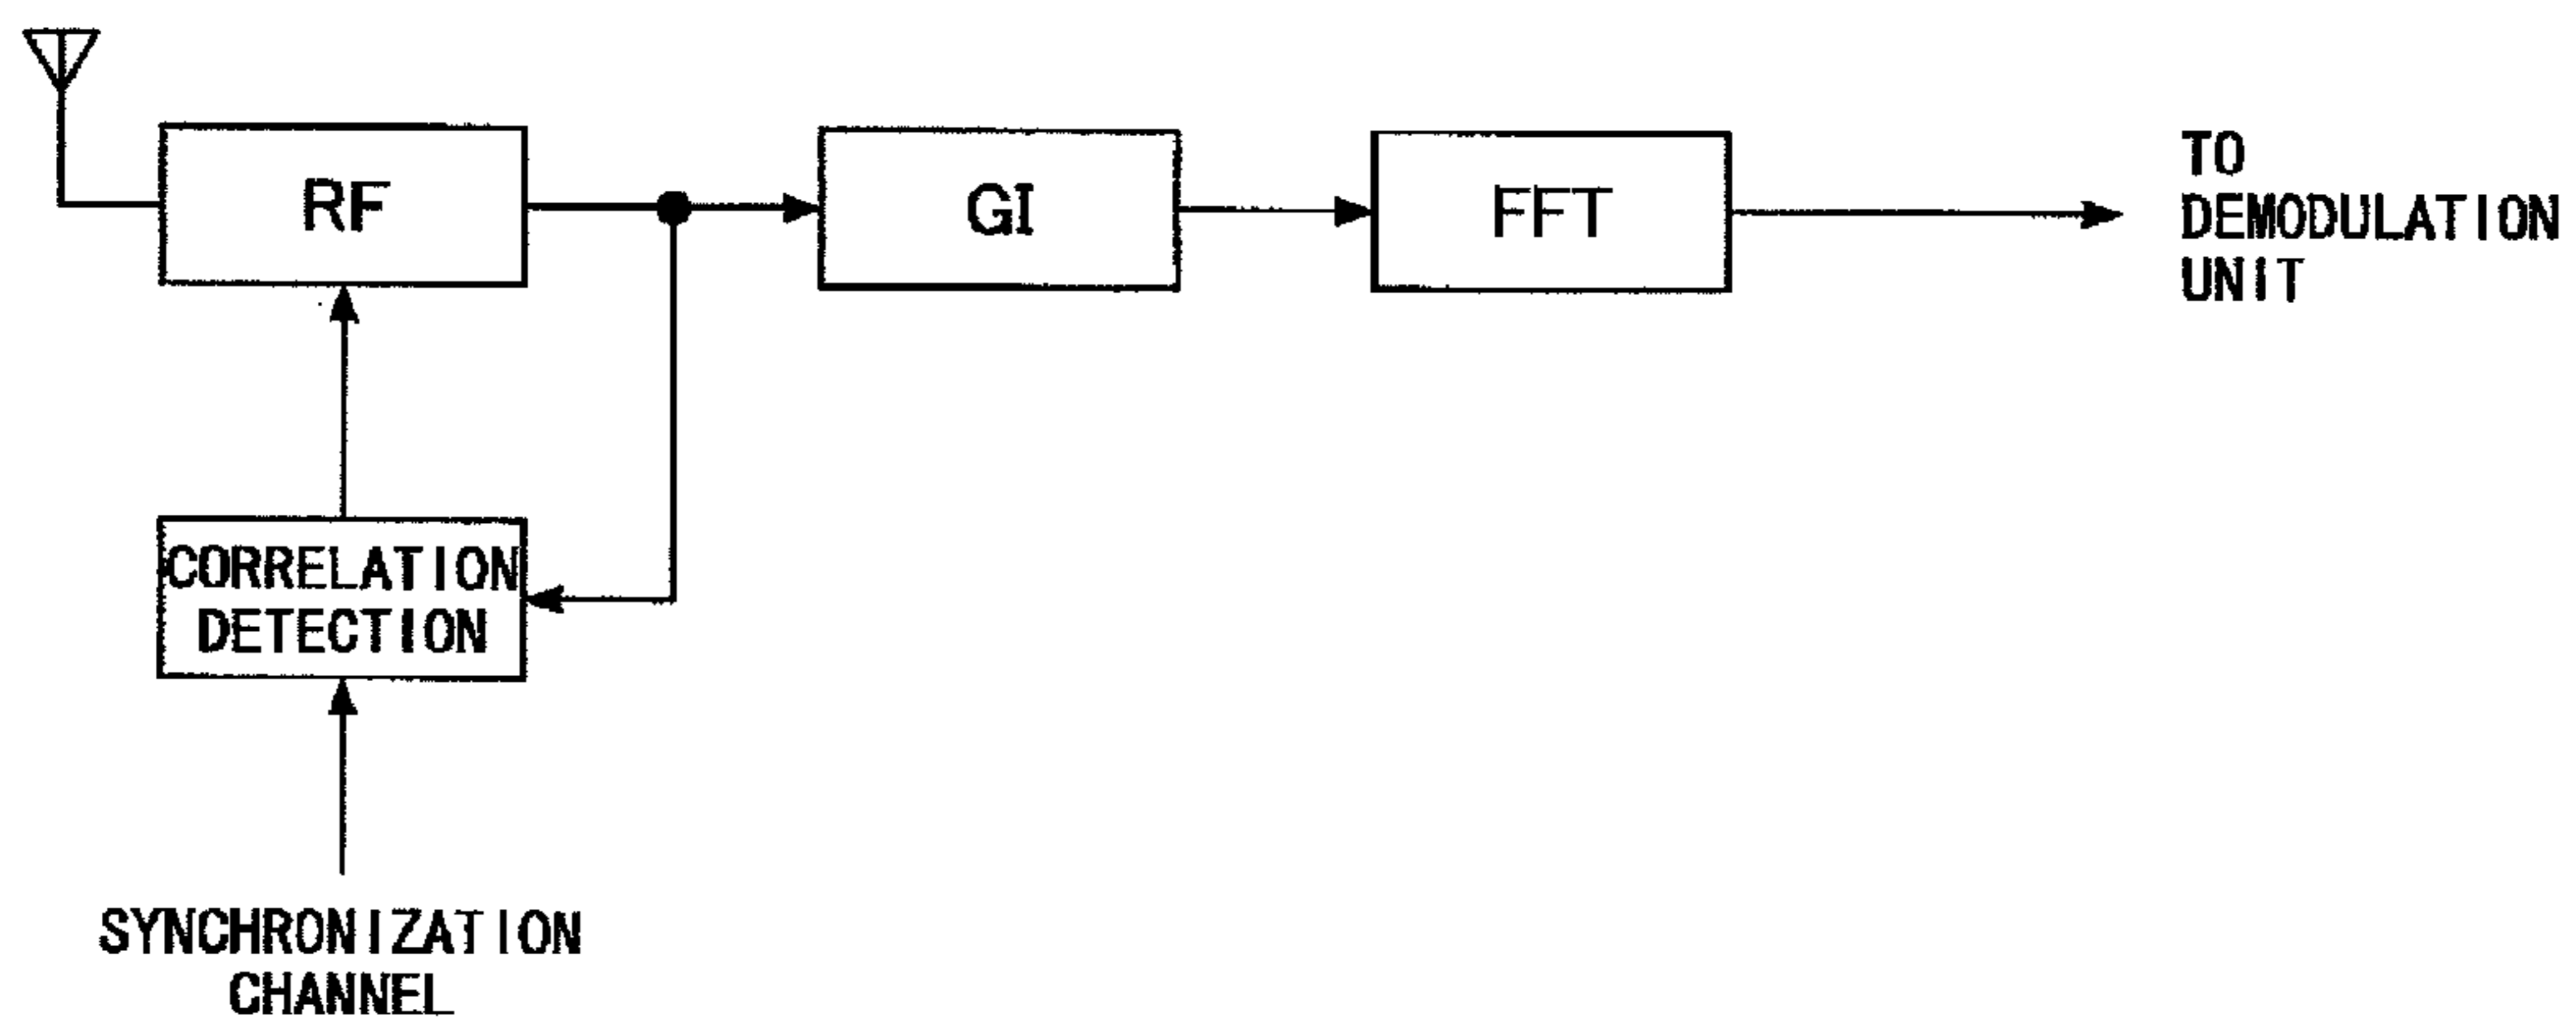 RF
GI
FFT
TO
DEMODULATION
UNIT
CORRELATION
DETECTION
SYNCHRONIZATION
CHANNEL